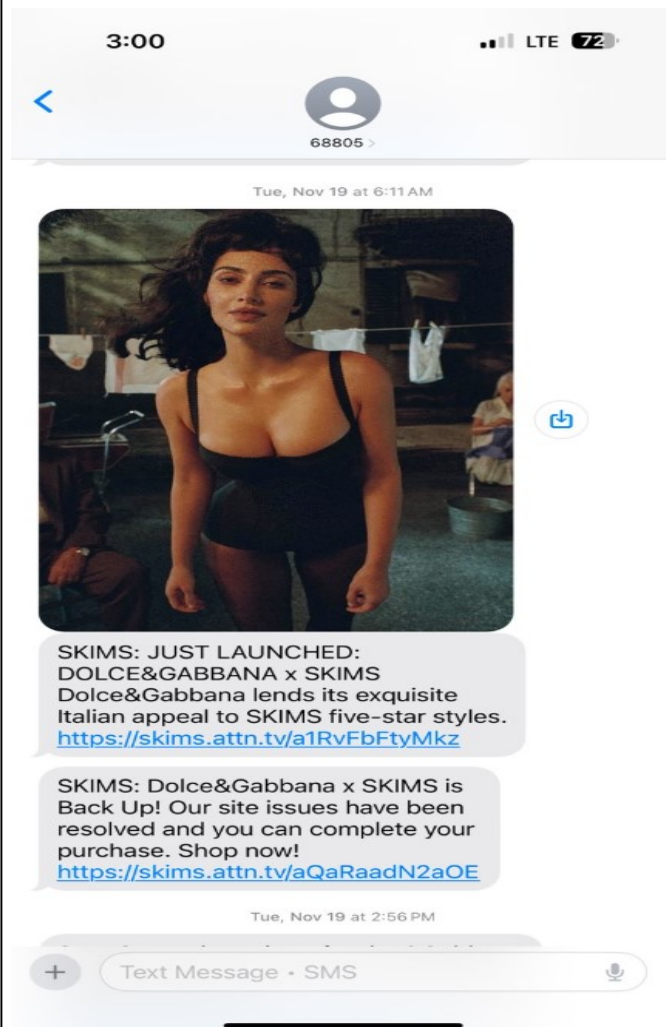 3:00
LTE 72
68805
Tue, Nov 19 at 6:11 AM
SKIMS: JUST LAUNCHED:
DOLCE&GABBANA x SKIMS
Dolce&Gabbana lends its exquisite
Italian appeal to SKIMS five-star styles.
https://skims.attn.tv/a1RvFbFtyMkz
SKIMS: Dolce&Gabbana x SKIMS is
Back Up! Our site issues have been
resolved and you can complete your
purchase. Shop now!
https://skims.attn.tv/aQaRaadN2aOE
Tue, Nov 19 at 2:56 PM
Text Message • SMS